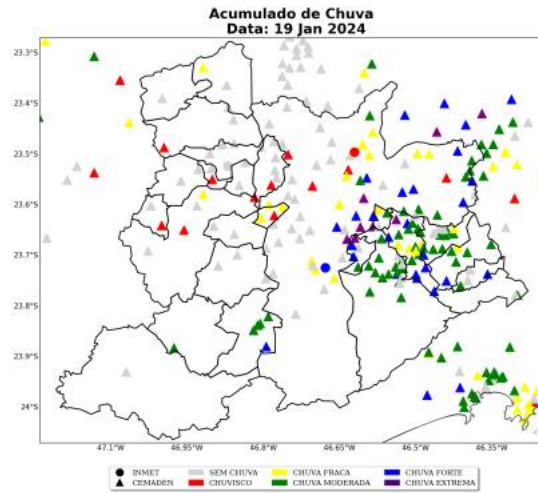 Acumulado de Chuva
Data: 19 Jan 2024
23.3°S
23.4°S
23.5°S
23.6°S
23.7°S
23.8°S
23.9°S
24°S
47.1°W
46.95°W
46.8°W
46.65°W
46.5°W
46.35°W
INMET SEM CHUVA CHUVA FRACA CHUVA FORTE
CEMADEN CHUVISCO CHUVA MODERADA CHUVA EXTREMA